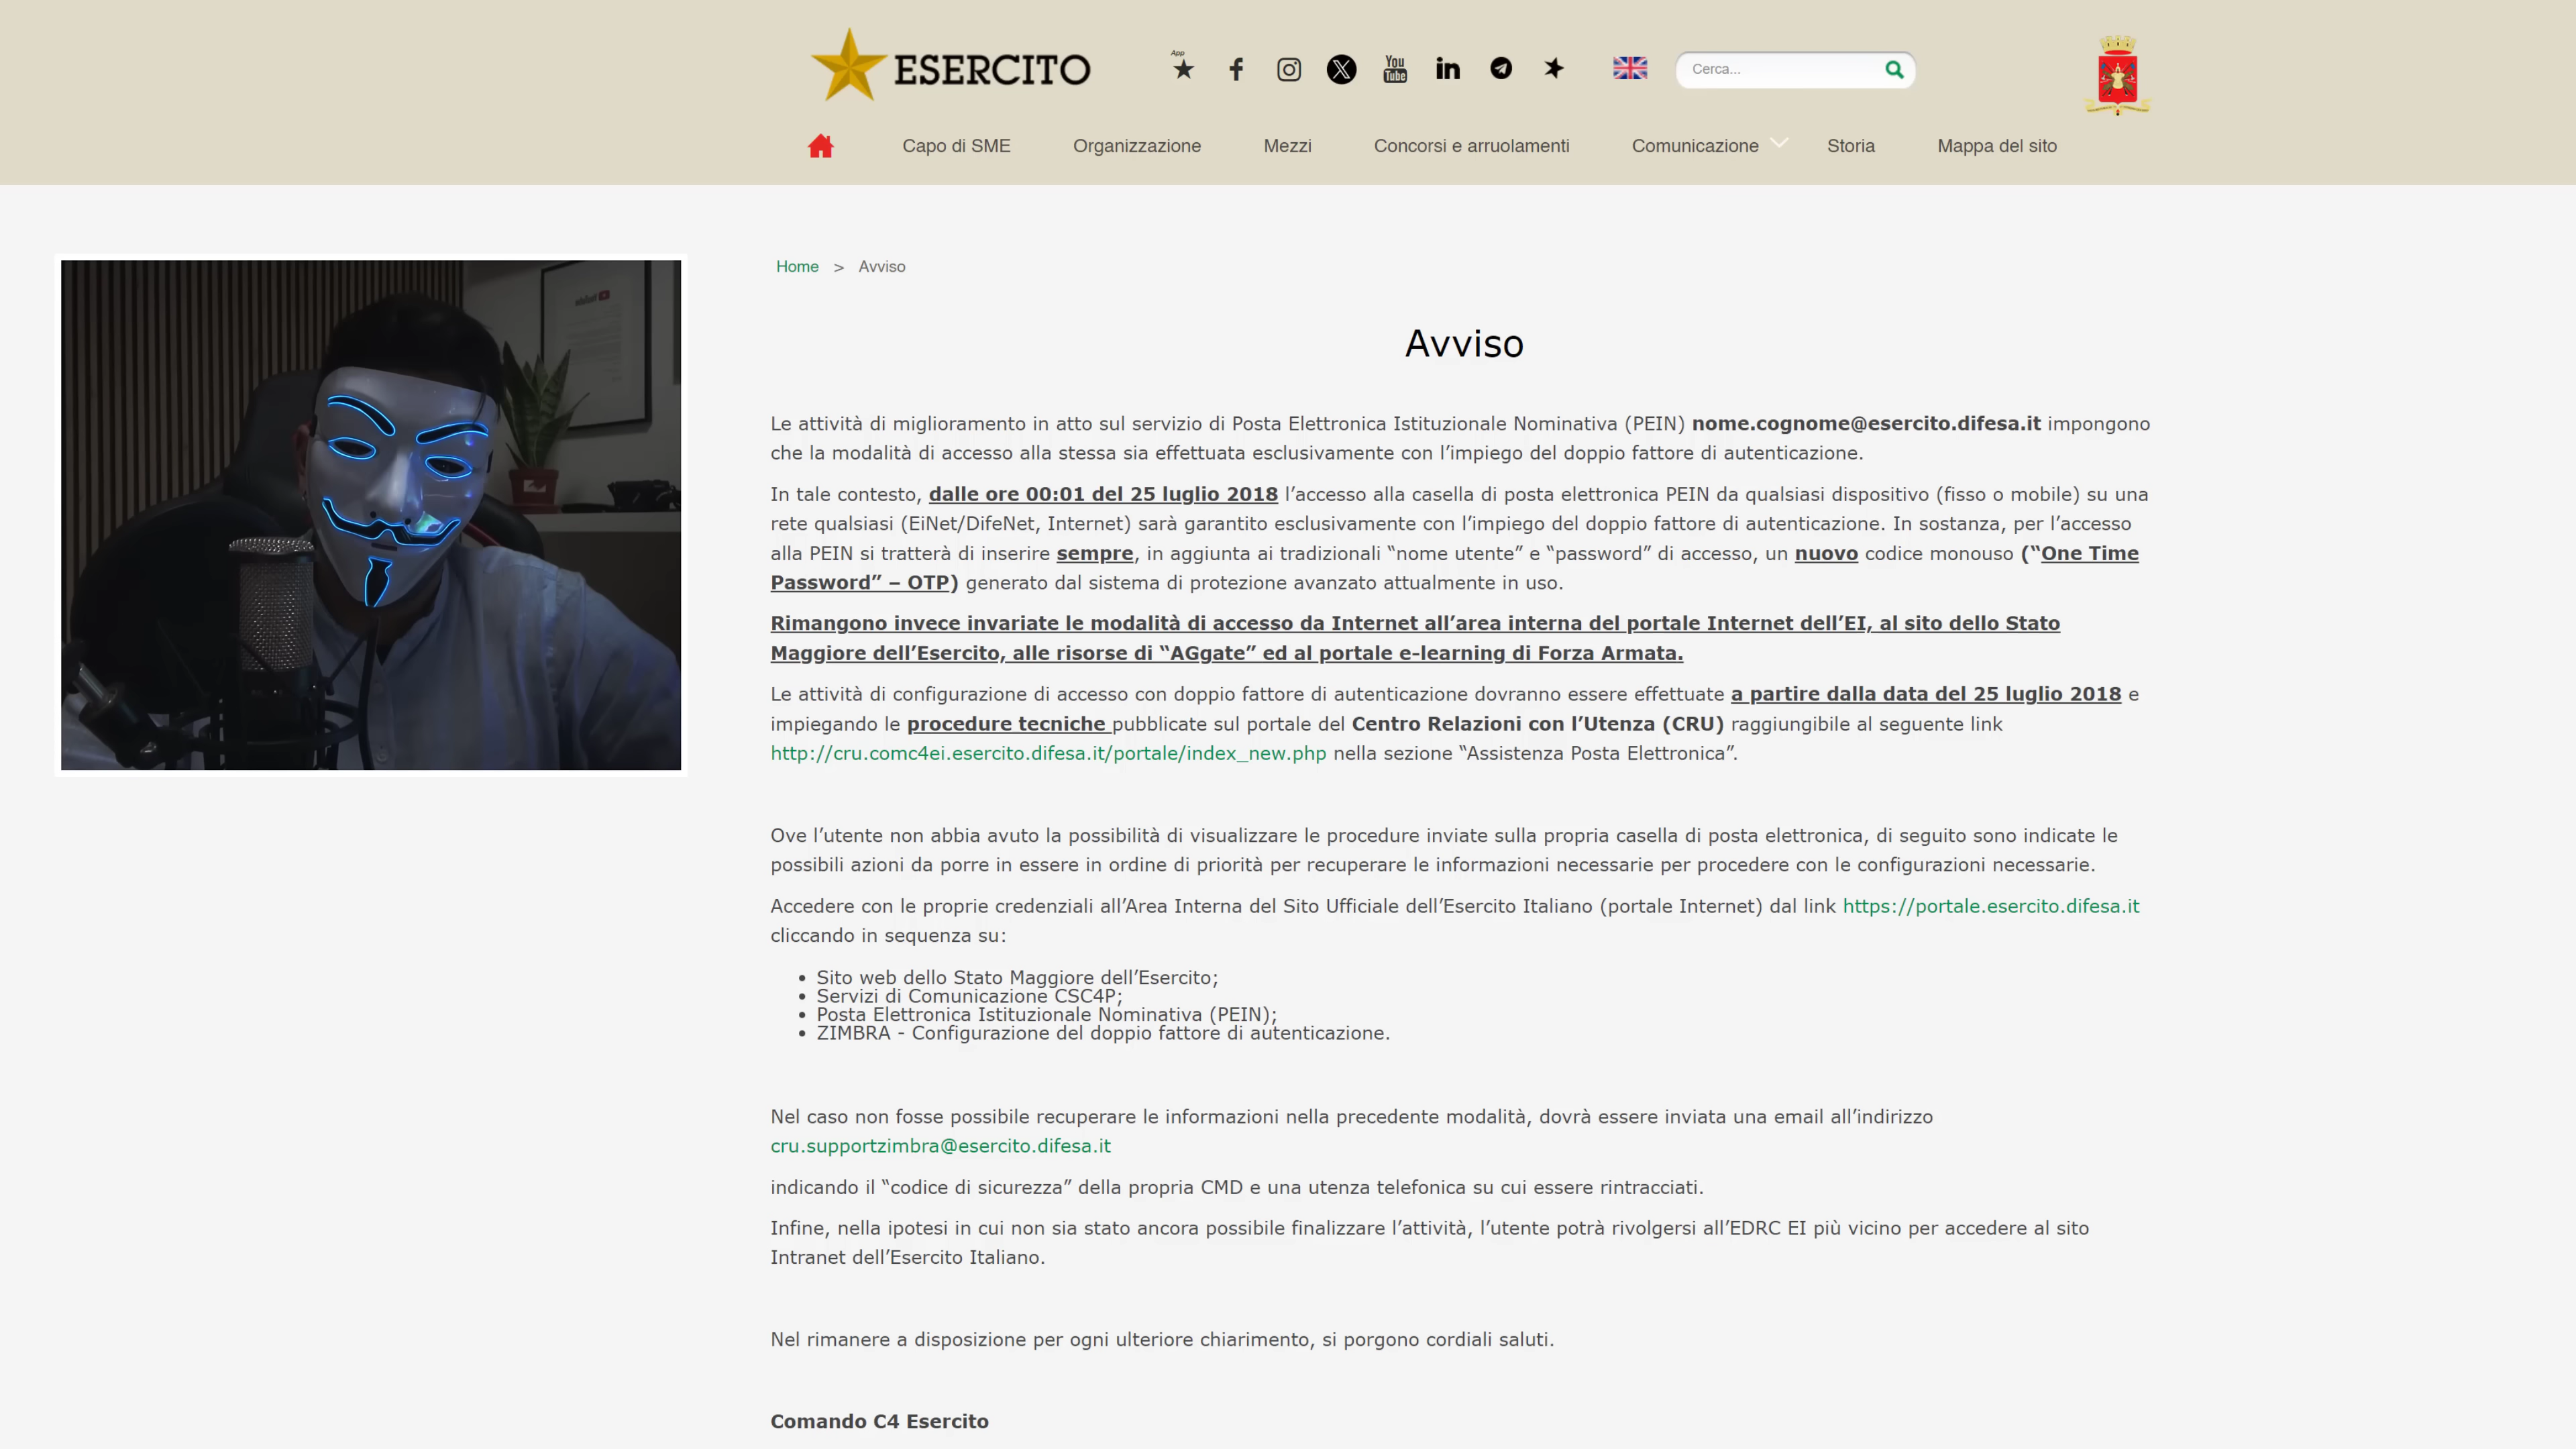 App
ESERCITO
You
Tube
in
Cerca...
Capo di SME
Organizzazione
Mezzi
Concorsi e arruolamenti
Comunicazione
Storia
Mappa del sito
Home > Avviso
Avviso
Le attività di miglioramento in atto sul servizio di Posta Elettronica Istituzionale Nominativa (PEIN) nome.cognome@esercito.difesa.it impongono
che la modalità di accesso alla stessa sia effettuata esclusivamente con l’impiego del doppio fattore di autenticazione.
In tale contesto, dalle ore 00:01 del 25 luglio 2018 l’accesso alla casella di posta elettronica PEIN da qualsiasi dispositivo (fisso o mobile) su una
rete qualsiasi (EiNet/DifeNet, Internet) sarà garantito esclusivamente con l’impiego del doppio fattore di autenticazione. In sostanza, per l’accesso
alla PEIN si tratterà di inserire sempre, in aggiunta ai tradizionali “nome utente” e “password” di accesso, un nuovo codice monouso (“One Time
Password” – OTP) generato dal sistema di protezione avanzato attualmente in uso.
Rimangono invece invariate le modalità di accesso da Internet all’area interna del portale Internet dell’EI, al sito dello Stato
Maggiore dell’Esercito, alle risorse di “AGgate” ed al portale e-learning di Forza Armata.
Le attività di configurazione di accesso con doppio fattore di autenticazione dovranno essere effettuate a partire dalla data del 25 luglio 2018 e
impiegando le procedure tecniche pubblicate sul portale del Centro Relazioni con l’Utenza (CRU) raggiungibile al seguente link
http://cru.comc4ei.esercito.difesa.it/portale/index_new.php nella sezione “Assistenza Posta Elettronica”.
Ove l’utente non abbia avuto la possibilità di visualizzare le procedure inviate sulla propria casella di posta elettronica, di seguito sono indicate le
possibili azioni da porre in essere in ordine di priorità per recuperare le informazioni necessarie per procedere con le configurazioni necessarie.
Accedere con le proprie credenziali all’Area Interna del Sito Ufficiale dell’Esercito Italiano (portale Internet) dal link https://portale.esercito.difesa.it
cliccando in sequenza su:
• Sito web dello Stato Maggiore dell’Esercito;
• Servizi di Comunicazione CSC4P;
• Posta Elettronica Istituzionale Nominativa (PEIN);
• ZIMBRA - Configurazione del doppio fattore di autenticazione.
Nel caso non fosse possibile recuperare le informazioni nella precedente modalità, dovrà essere inviata una email all’indirizzo
cru.supportzimbra@esercito.difesa.it
indicando il “codice di sicurezza” della propria CMD e una utenza telefonica su cui essere rintracciati.
Infine, nella ipotesi in cui non sia stato ancora possibile finalizzare l’attività, l’utente potrà rivolgersi all’EDRC EI più vicino per accedere al sito
Intranet dell’Esercito Italiano.
Nel rimanere a disposizione per ogni ulteriore chiarimento, si porgono cordiali saluti.
Comando C4 Esercito